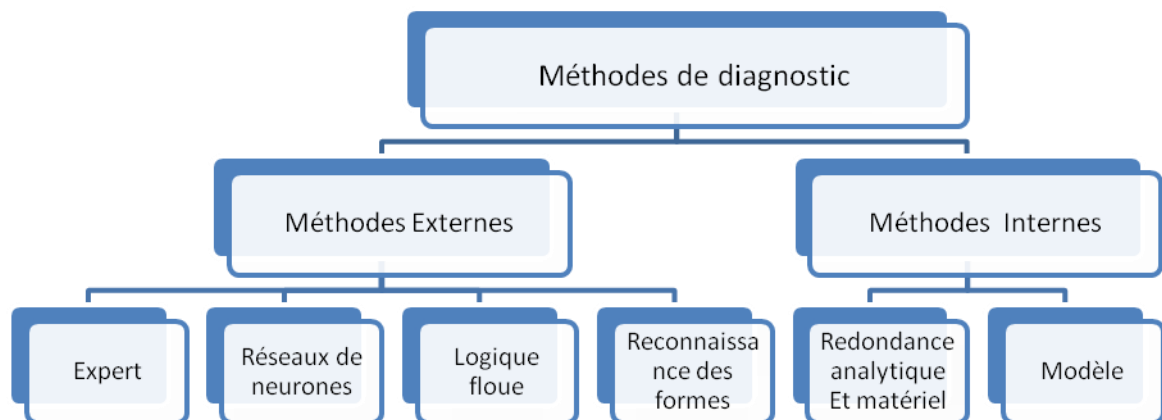 Méthodes de diagnostic
Méthodes Externes
Méthodes Internes
Expert
Réseaux de
neurones
Logique
floue
Reconnaissa
nce des
formes
Redondance
analytique
Et matériel
Modèle